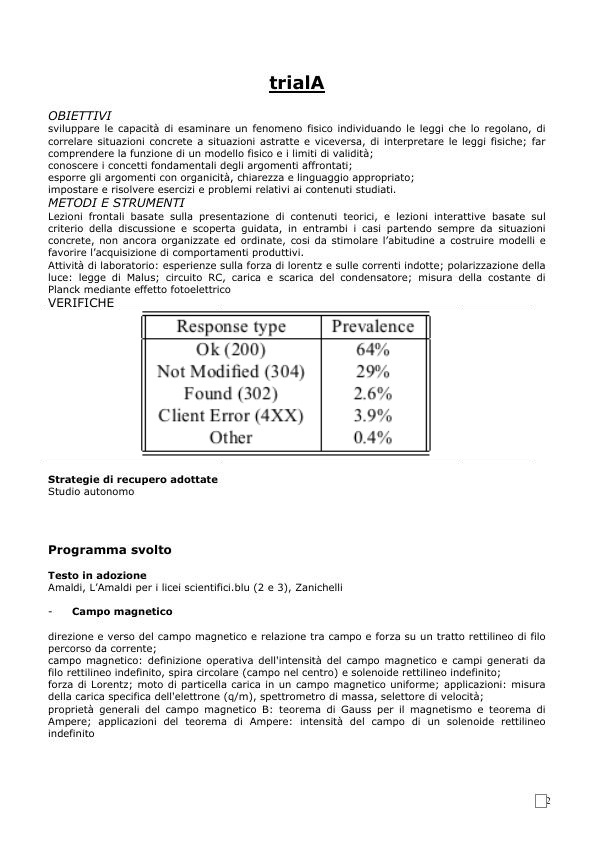 trialA
OBIETTIVI
sviluppare le capacità di esaminare un fenomeno fisico individuando le leggi che lo regolano, di
correlare situazioni concrete a situazioni astratte e viceversa, di interpretare le leggi fisiche; far
comprendere la funzione di un modello fisico e i limiti di validità;
conoscere i concetti fondamentali degli argomenti affrontati;
esporre gli argomenti con organicità, chiarezza e linguaggio appropriato;
impostare e risolvere esercizi e problemi relativi ai contenuti studiati.
METODI E STRUMENTI
Lezioni frontali basate sulla presentazione di contenuti teorici, e lezioni interattive basate sul
criterio della discussione e scoperta guidata, in entrambi i casi partendo sempre da situazioni
concrete, non ancora organizzate ed ordinate, cosi da stimolare l'abitudine a costruire modelli e
favorire l'acquisizione di comportamenti produttivi.
Attività di laboratorio: esperienze sulla forza di lorentz e sulle correnti indotte; polarizzazione della
luce: legge di Malus; circuito RC, carica e scarica del condensatore; misura della costante di
Planck mediante effetto fotoelettrico
VERIFICHE
Response type Prevalence
Ok (200) 64%
Not Modified (304) 29%
Found (302) 2.6%
Client Error (4XX) 3.9%
Other 0.4%
Strategie di recupero adottate
Studio autonomo
Programma svolto
Testo in adozione
Amaldi, L'Amaldi per i licei scientifici.blu (2 e 3), Zanichelli
- Campo magnetico
direzione e verso del campo magnetico e relazione tra campo e forza su un tratto rettilineo di filo
percorso da corrente;
campo magnetico: definizione operativa dell'intensità del campo magnetico e campi generati da
filo rettilineo indefinito, spira circolare (campo nel centro) e solenoide rettilineo indefinito;
forza di Lorentz; moto di particella carica in un campo magnetico uniforme; applicazioni: misura
della carica specifica dell'elettrone (q/m), spettrometro di massa, selettore di velocità;
proprietà generali del campo magnetico B: teorema di Gauss per il magnetismo e teorema di
Ampere; applicazioni del teorema di Ampere: intensità del campo di un solenoide rettilineo
indefinito
2